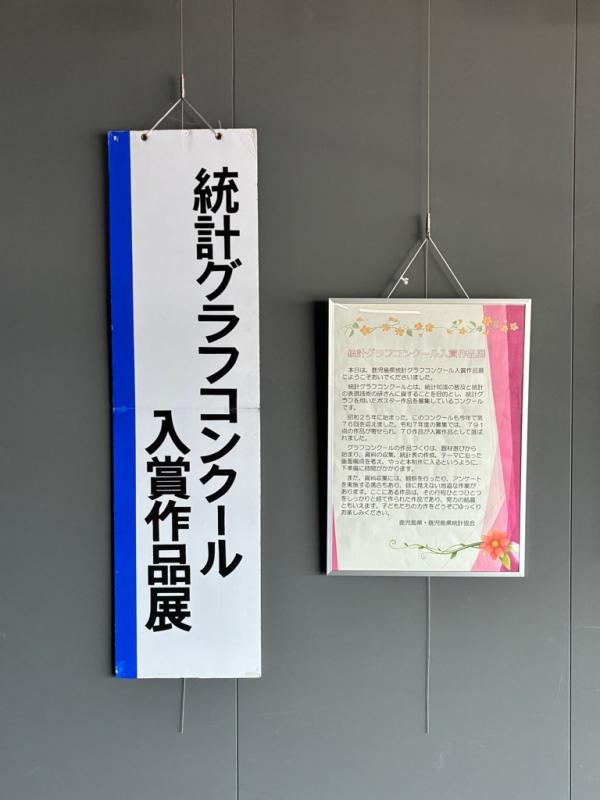 統計グラフコンクール
入賞作品展
統計グラフコンクール入賞作品展
本日は、鹿児島県統計グラフコンクール入賞作品展
にようこそおいでくださいました。
統計グラフコンクールとは、統計知識の普及と統計
の表現技術の研さんに資することを目的とし、統計グ
ラフを用いたポスター作品を募集しているコンクール
です。
昭和25年に始まった、このコンクールも今年で第
76回を迎えました。令和7年度の募集では、791
点の作品が寄せられ、70作品が入賞作品として選ば
れました。
グラフコンクールの作品づくりは、題材選びから
始まり、資料の収集、統計表の作成、テーマに沿った
画面構成を考え、やっと本制作に入るというように、
下準備に時間がかかります。
また、資料収集には、観察を行ったり、アンケート
を実施する場合もあり、目に見えない地道な作業が
あります。ここにある作品は、その行程ひとつひとつ
をしっかりと経て作られた作品であり、努力の結晶
ともいえます。子どもたちの力作をどうぞごゆっくり
お楽しみください。
鹿児島県・鹿児島県統計協会